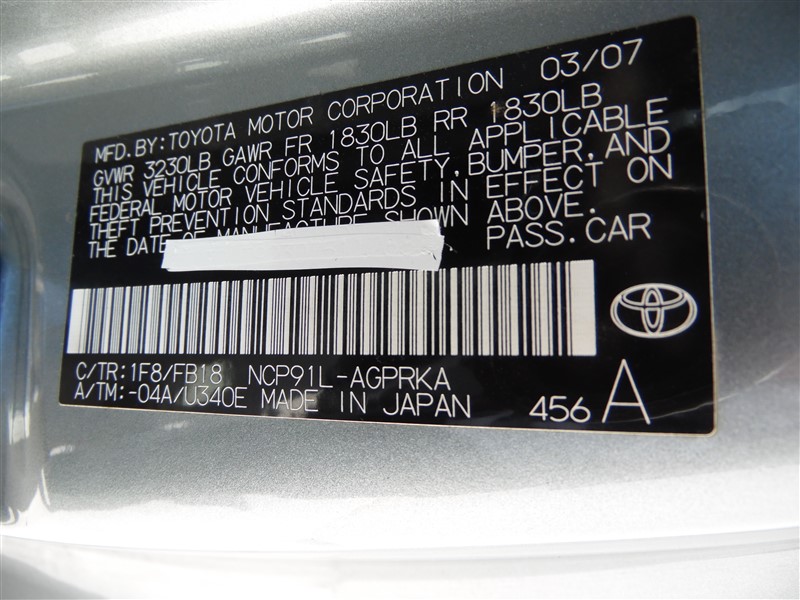 MFD.BY:TOYOTA MOTOR CORPORATION 03/07
GVWR 3230LB GAWR FR 1830LB RR 1830LB
THIS VEHICLE CONFORMS TO ALL APPLICABLE
FEDERAL MOTOR VEHICLE SAFETY,BUMPER,AND
THEFT PREVENTION STANDARDS IN EFFECT ON
THE DATE OF MANUFACTURE SHOWN ABOVE.
PASS.CAR
C/TR:1F8/FB18 NCP91L-AGPRKA
A/TM:-04A/U340E MADE IN JAPAN 456 A